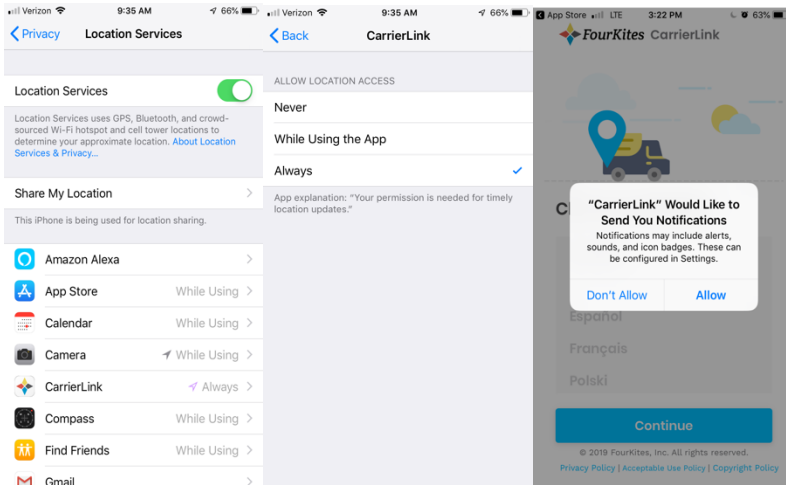 Verizon 9:35 AM 66%
Privacy Location Services
Location Services
Location Services uses GPS, Bluetooth, and crowd-
sourced Wi-Fi hotspot and cell tower locations to
determine your approximate location. About Location
Services & Privacy...
Share My Location
This iPhone is being used for location sharing.
Amazon Alexa
App Store While Using
Calendar While Using
Camera While Using
CarrierLink Always
Compass While Using
Find Friends While Using
Gmail
Verizon 9:35 AM 66%
Back CarrierLink
ALLOW LOCATION ACCESS
Never
While Using the App
Always
App explanation: “Your permission is needed for timely
location updates.”
App Store LTE 3:22 PM 63%
FourKites CarrierLink
C
“CarrierLink” Would Like to
Send You Notifications
Notifications may include alerts,
sounds, and icon badges. These can
be configured in Settings.
Don’t Allow Allow
Español
Français
Polski
Continue
© 2019 FourKites, Inc. All rights reserved.
Privacy Policy | Acceptable Use Policy | Copyright Policy